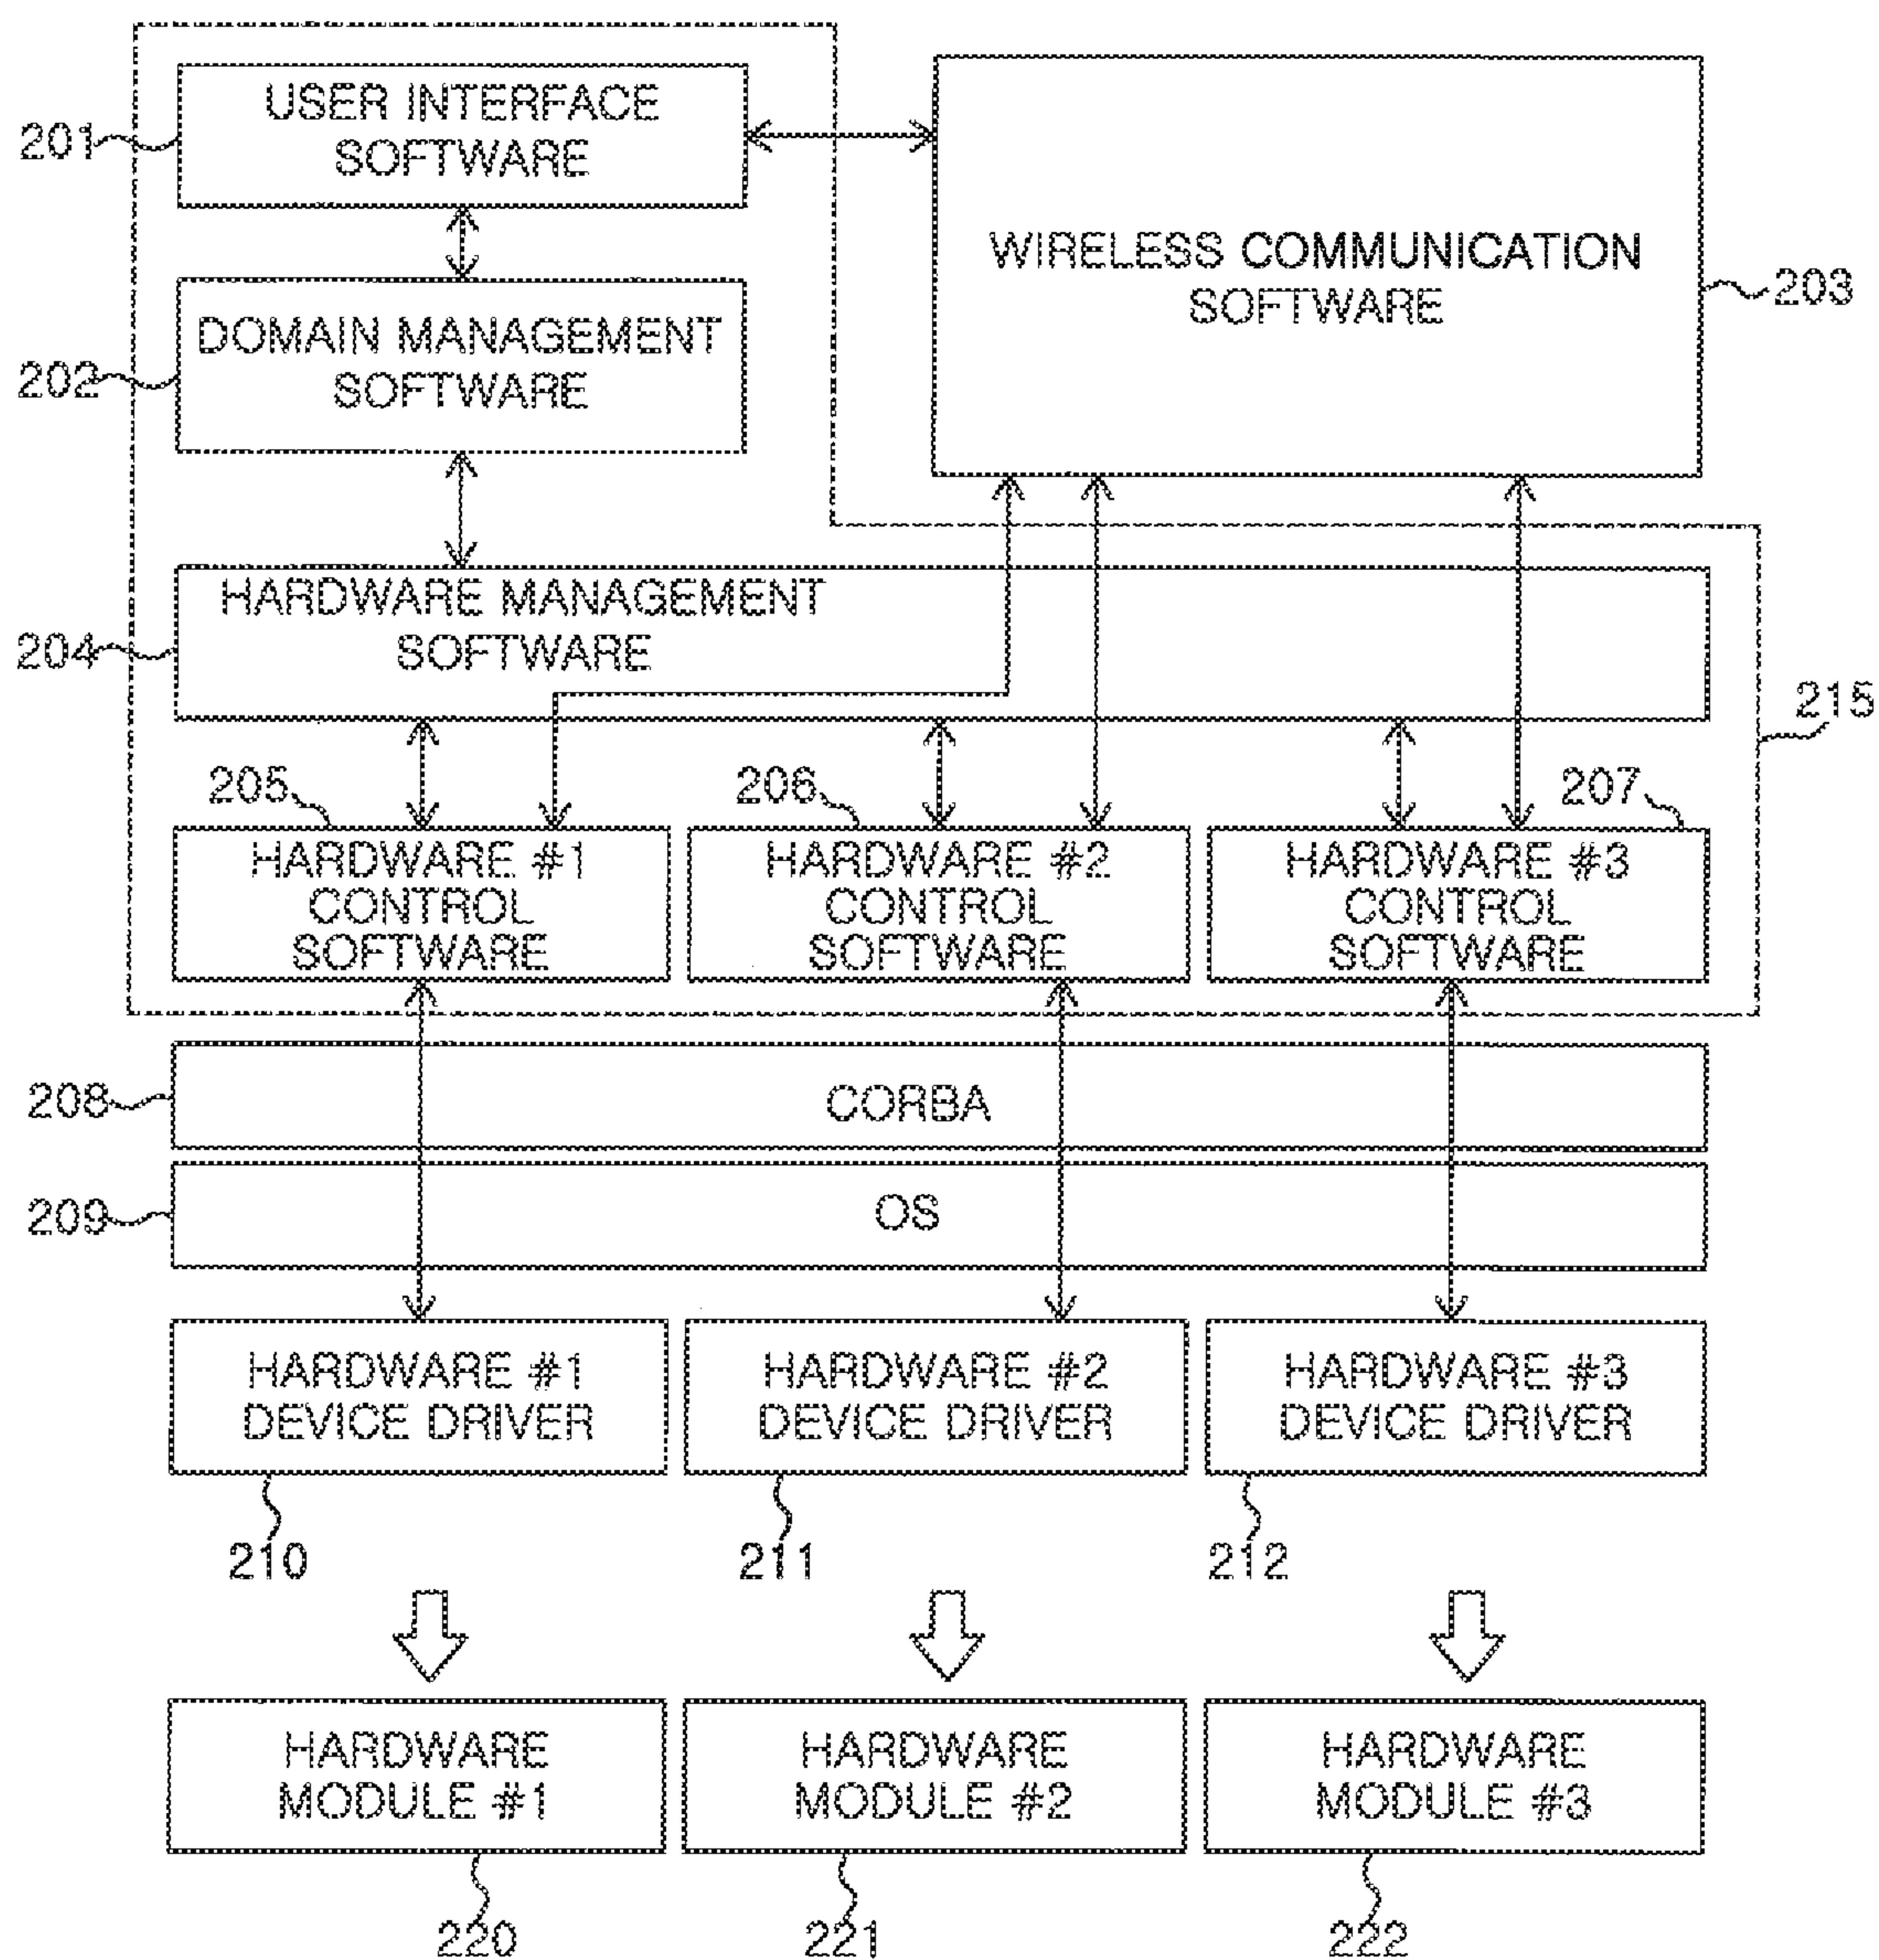 USER INTERFACE
SOFTWARE
201
WIRELESS COMMUNICATION
SOFTWARE
203
DOMAIN MANAGEMENT
SOFTWARE
202
HARDWARE MANAGEMENT
SOFTWARE
204
215
205
206
207
HARDWARE #1
CONTROL
SOFTWARE
HARDWARE #2
CONTROL
SOFTWARE
HARDWARE #3
CONTROL
SOFTWARE
208
CORBA
209
OS
HARDWARE #1
DEVICE DRIVER
HARDWARE #2
DEVICE DRIVER
HARDWARE #3
DEVICE DRIVER
210
211
212
HARDWARE
MODULE #1
HARDWARE
MODULE #2
HARDWARE
MODULE #3
220
221
222